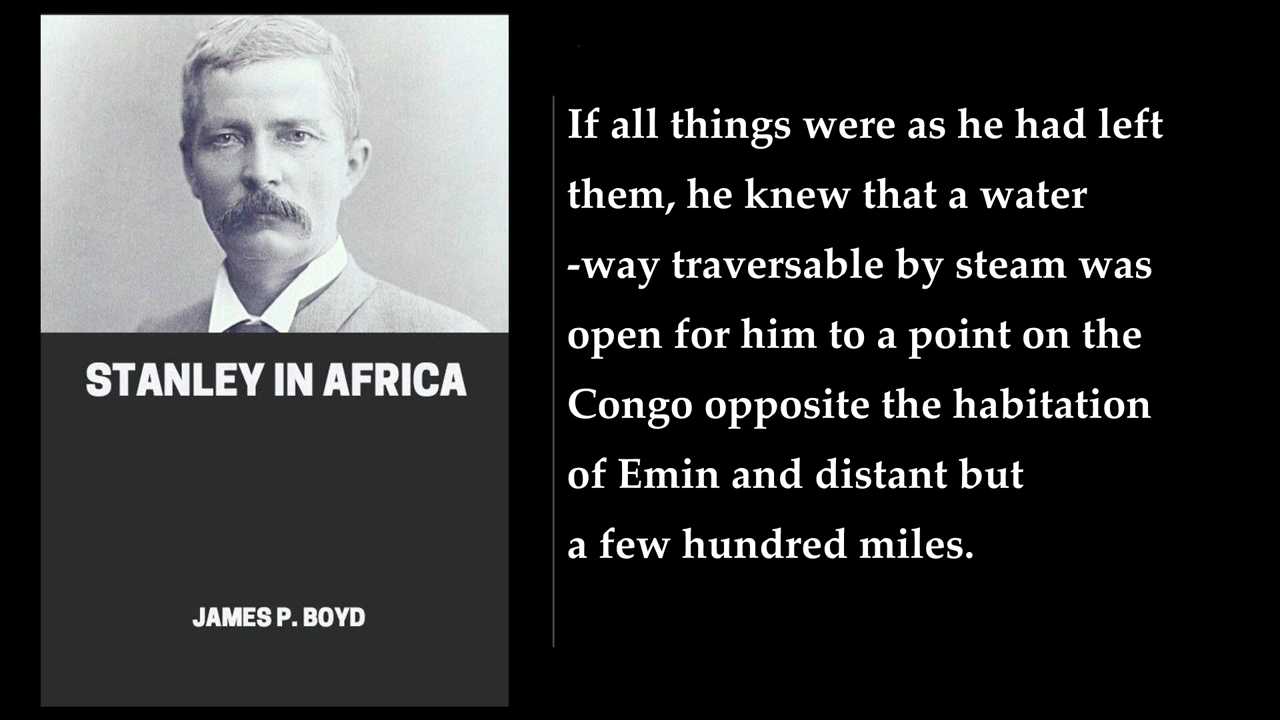 STANLEY IN AFRICA
JAMES P. BOYD
If all things were as he had left
them, he knew that a water
-way traversable by steam was
open for him to a point on the
Congo opposite the habitation
of Emin and distant but
a few hundred miles.